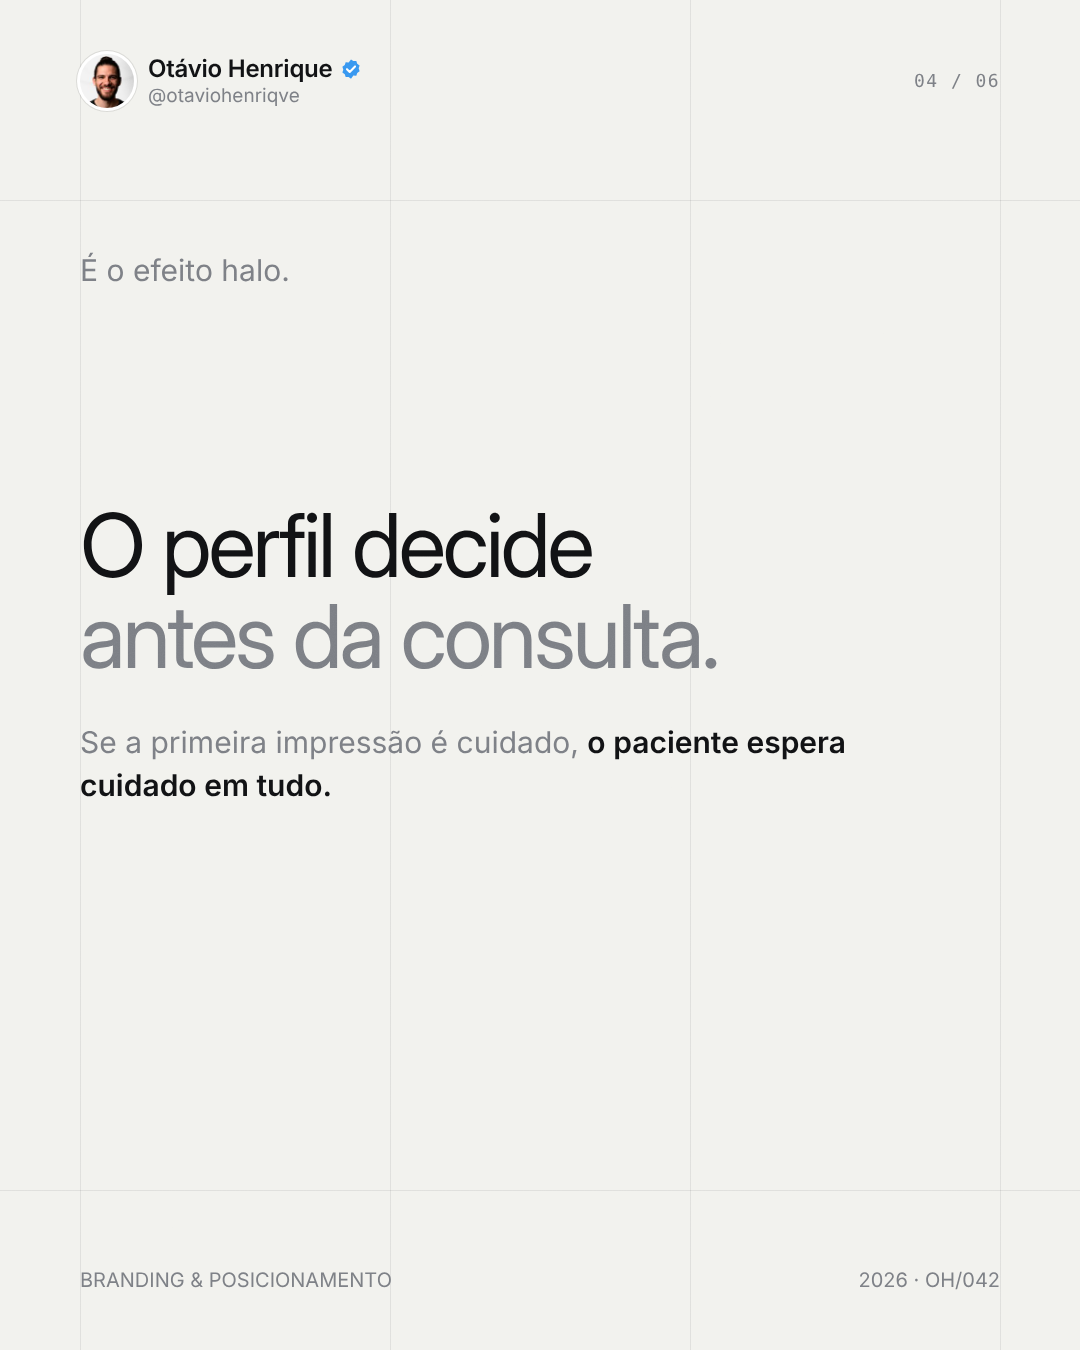 Otávio Henrique
@otaviohenriqve
04 / 06
É o efeito halo.
O perfil decide
antes da consulta.
Se a primeira impressão é cuidado, o paciente espera
cuidado em tudo.
BRANDING & POSICIONAMENTO
2026 · OH/042